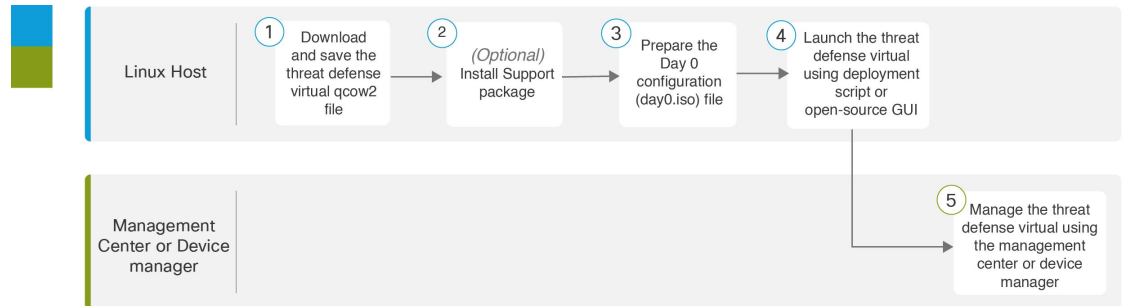 Linux Host
1
Download
and save the
threat defense
virtual qcow2
file
2
(Optional)
Install Support
package
3
Prepare the
Day 0
configuration
(day0.iso) file
4
Launch the threat
defense virtual
using deployment
script or
open-source GUI
Management
Center or Device
manager
5
Manage the threat
defense virtual using
the management
center or device
manager